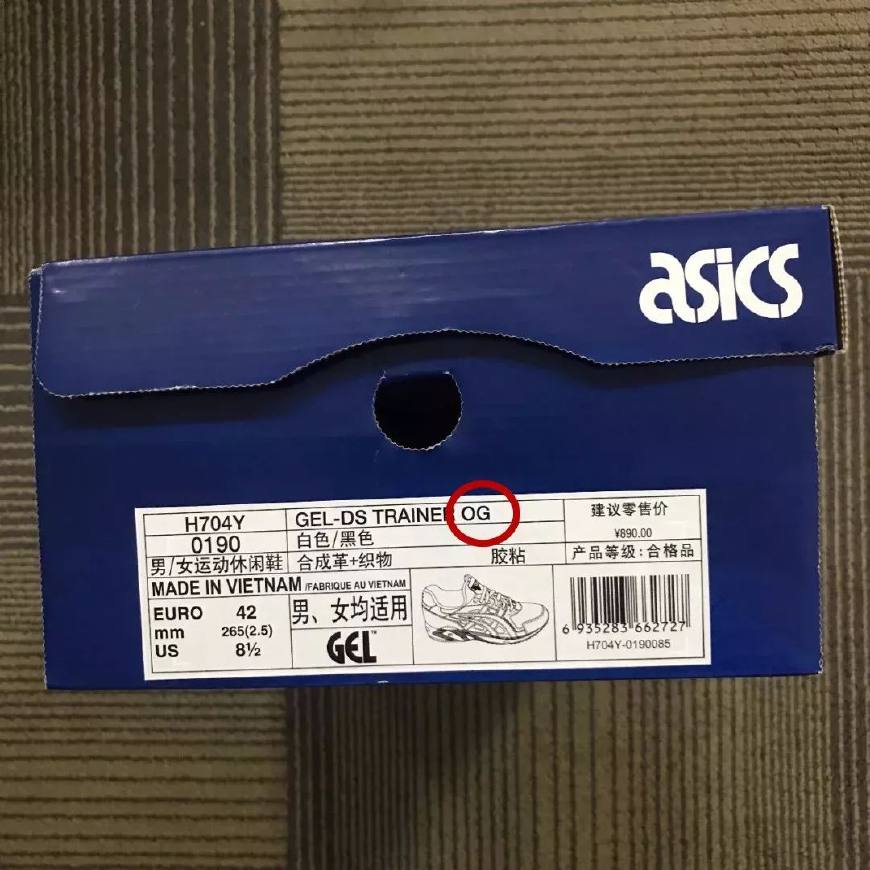 asics
H704Y
GEL-DS TRAINER OG
建议零售价
¥890.00
0190
白色/黑色
男/女运动休闲鞋
合成革+织物
胶粘
产品等级:合格品
MADE IN VIETNAM /FABRIQUE AU VIETNAM
EURO 42
mm 265(2.5)
US 8½
男、女均适用
GEL™
6 935283 662727
H704Y-0190085